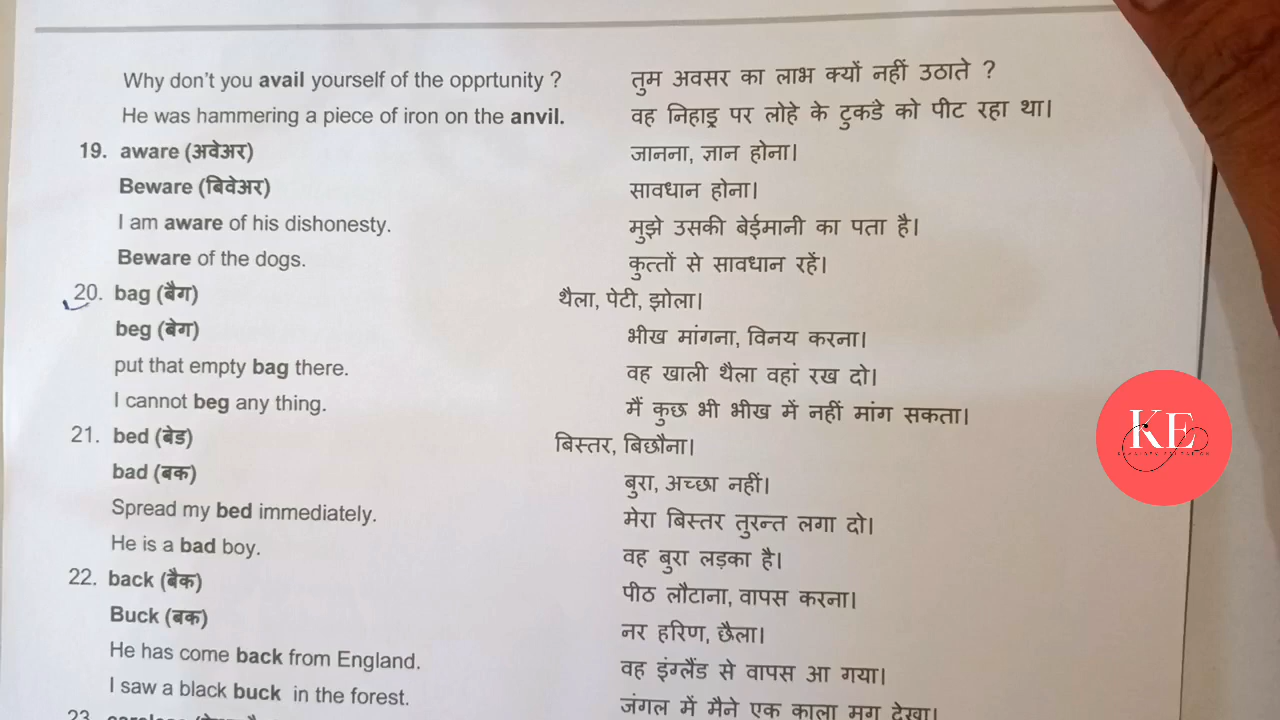 Why don't you avail yourself of the opprtunity ? तुम अवसर का लाभ क्यों नहीं उठाते ?
He was hammering a piece of iron on the anvil. वह निहाइ पर लोहे के टुकडे को पीट रहा था।
19. aware (अवेअर) जानना, ज्ञान होना।
Beware (बिवेअर) सावधान होना।
I am aware of his dishonesty. मुझे उसकी बेईमानी का पता है।
Beware of the dogs. कुत्तों से सावधान रहें।
20. bag (बैग) थैला, पेटी, झोला।
beg (बेग) भीख मांगना, विनय करना।
put that empty bag there. वह खाली थैला वहां रख दो।
I cannot beg any thing. मैं कुछ भी भीख में नहीं मांग सकता।
21. bed (बेड) बिस्तर, बिछौना।
bad (बक) बुरा, अच्छा नहीं।
Spread my bed immediately. मेरा बिस्तर तुरन्त लगा दो।
He is a bad boy. वह बुरा लड़का है।
22. back (बैक) पीठ लौटाना, वापस करना।
Buck (बक) नर हरिण, छैला।
He has come back from England. वह इंग्लैंड से वापस आ गया।
I saw a black buck in the forest. जंगल में मैने एक काला मृग देखा।
23. careless
KE